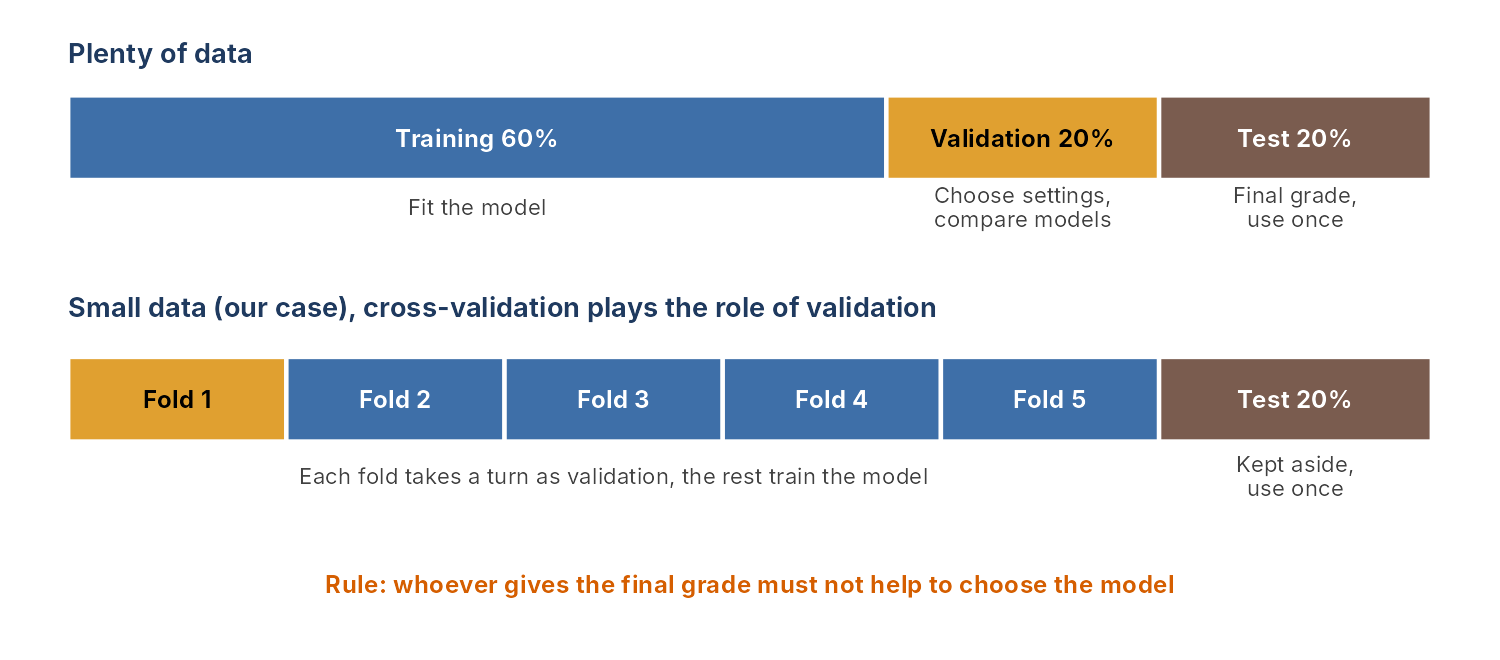 Plenty of data
Training 60%
Validation 20%
Test 20%
Fit the model
Choose settings,
compare models
Final grade,
use once
Small data (our case), cross-validation plays the role of validation
Fold 1
Fold 2
Fold 3
Fold 4
Fold 5
Test 20%
Each fold takes a turn as validation, the rest train the model
Kept aside,
use once
Rule: whoever gives the final grade must not help to choose the model